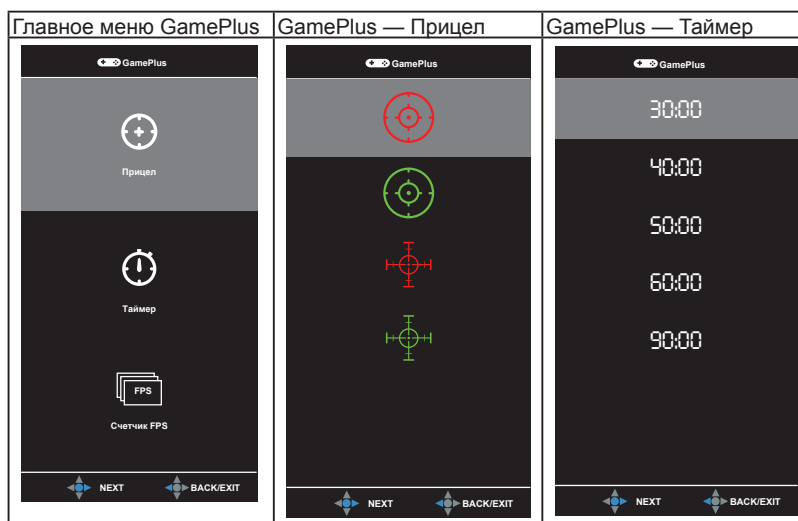 Главное меню GamePlus
GamePlus
Прицел
Таймер
FPS
Счетчик FPS
NEXT BACK/EXIT
GamePlus — Прицел
GamePlus
NEXT BACK/EXIT
GamePlus — Таймер
GamePlus
30:00
40:00
50:00
60:00
90:00
NEXT BACK/EXIT